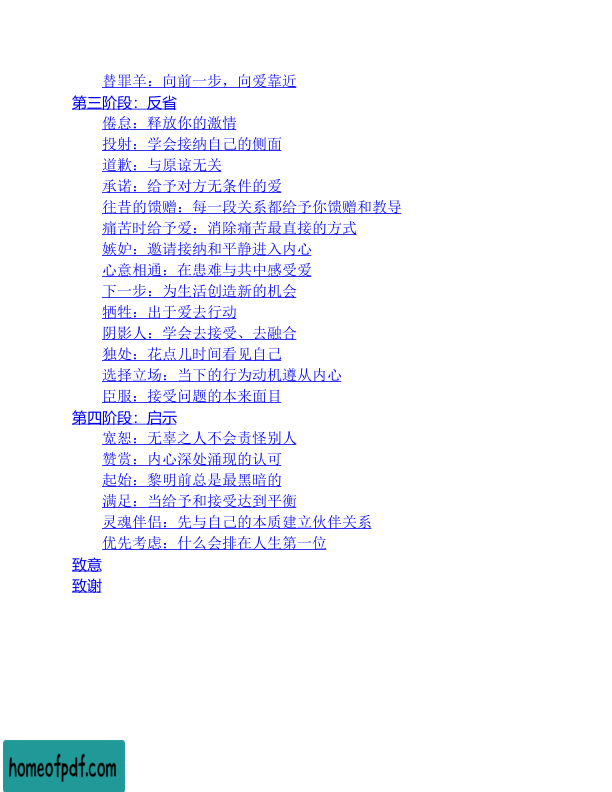 替罪羊：向前一步，向爱靠近
第三阶段：反省
倦怠：释放你的激情
投射：学会接纳自己的侧面
道歉：与原谅无关
承诺：给予对方无条件的爱
往昔的馈赠：每一段关系都给予你馈赠和教导
痛苦时给予爱：消除痛苦最直接的方式
嫉妒：邀请接纳和平静进入内心
心意相通：在患难与共中感受爱
下一步：为生活创造新的机会
牺牲：出于爱去行动
阴影人：学会去接受、去融合
独处：花点儿时间看见自己
选择立场：当下的行为动机遵从内心
臣服：接受问题的本来面目
第四阶段：启示
宽恕：无辜之人不会责怪别人
赞赏：内心深处涌现的认可
起始：黎明前总是最黑暗的
满足：当给予和接受达到平衡
灵魂伴侣：先与自己的本质建立伙伴关系
优先考虑：什么会排在人生第一位
致意
致谢
homeofpdf.com